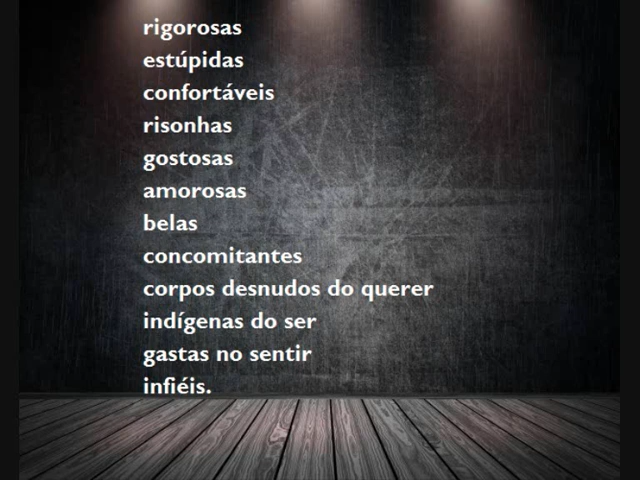 rigorosas
estúpidas
confortáveis
risonhas
gostosas
amorosas
belas
concomitantes
corpos desnudos do querer
indígenas do ser
gastas no sentir
infiéis.